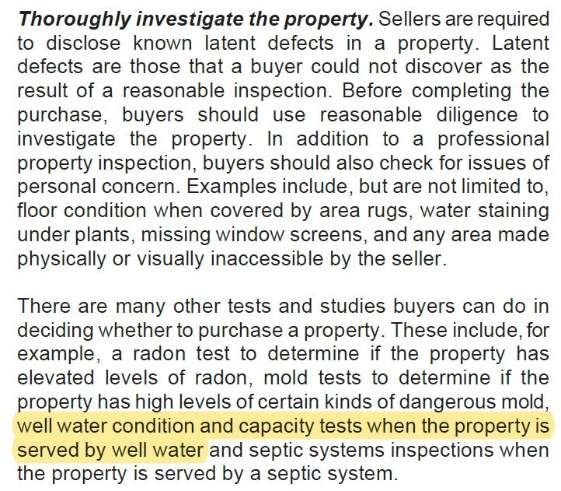 Thoroughly investigate the property. Sellers are required
to disclose known latent defects in a property. Latent
defects are those that a buyer could not discover as the
result of a reasonable inspection. Before completing the
purchase, buyers should use reasonable diligence to
investigate the property. In addition to a professional
property inspection, buyers should also check for issues of
personal concern. Examples include, but are not limited to,
floor condition when covered by area rugs, water staining
under plants, missing window screens, and any area made
physically or visually inaccessible by the seller.
There are many other tests and studies buyers can do in
deciding whether to purchase a property. These include, for
example, a radon test to determine if the property has
elevated levels of radon, mold tests to determine if the
property has high levels of certain kinds of dangerous mold,
well water condition and capacity tests when the property is
served by well water and septic systems inspections when
the property is served by a septic system.